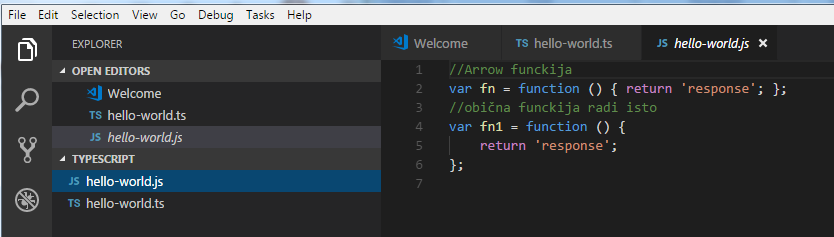 File Edit Selection View Go Debug Tasks Help
EXPLORER
OPEN EDITORS
Welcome
TS hello-world.ts
JS hello-world.js
TYPESCRIPT
JS hello-world.js
TS hello-world.ts
Welcome TS hello-world.ts JS hello-world.js
1 //Arrow funckija
2 var fn = function () { return 'response'; };
3 //obična funckija radi isto
4 var fn1 = function () {
5 return 'response';
6 };
7